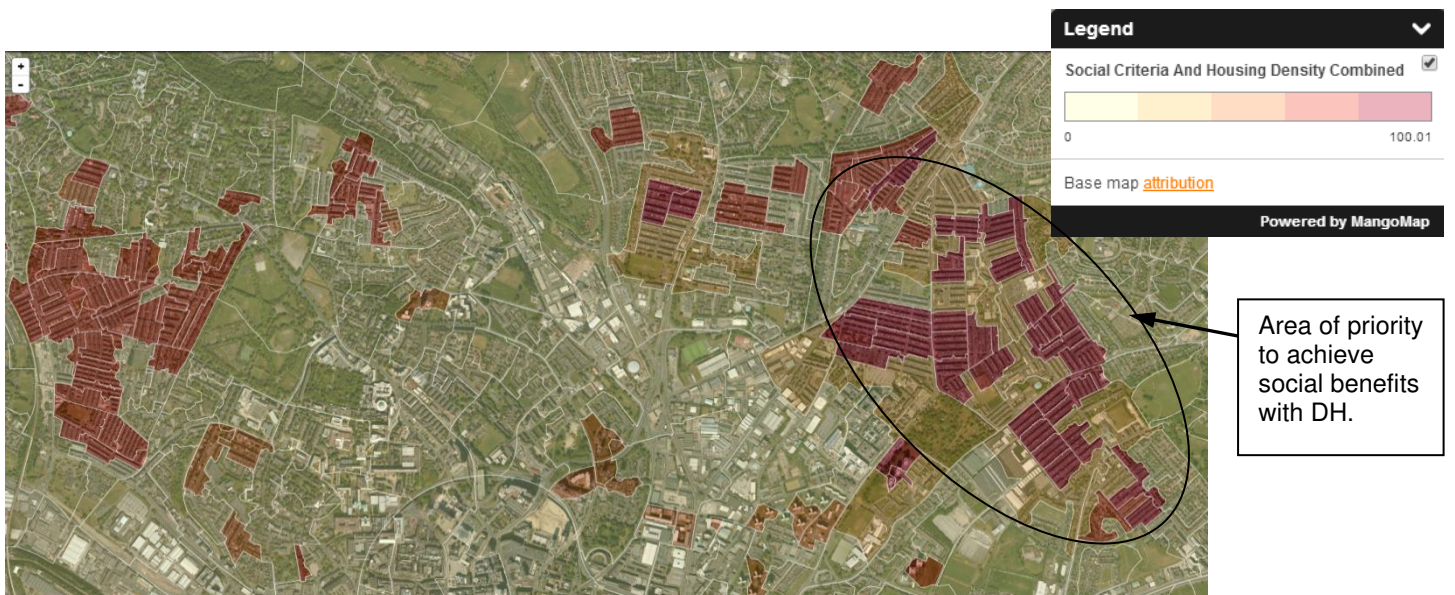 Legend
Social Criteria And Housing Density Combined
0 100.01
Base map attribution
Powered by MangoMap
+
-
Area of priority
to achieve
social benefits
with DH.